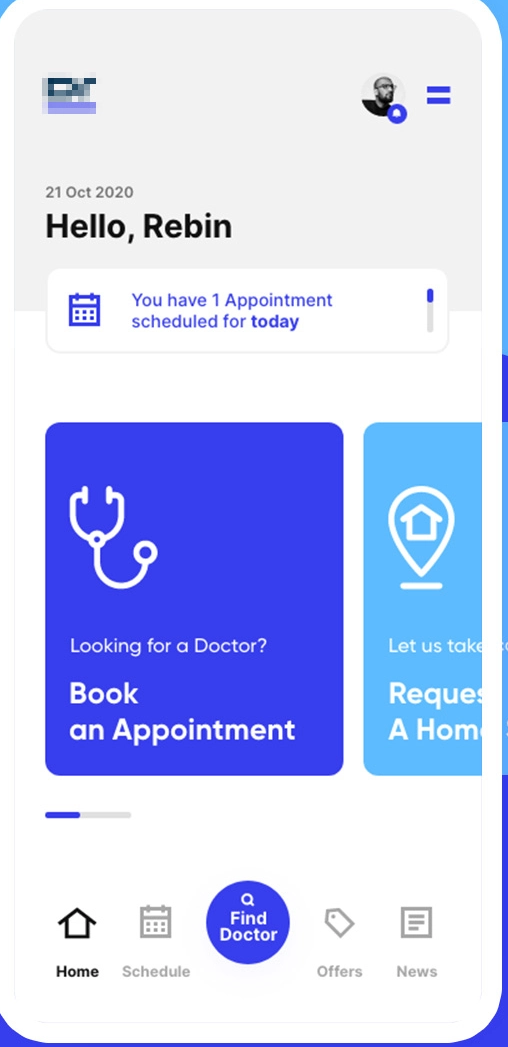 21 Oct 2020
Hello, Rebin
You have 1 Appointment
scheduled for today
Looking for a Doctor?
Book
an Appointment
Let us take
Reques
A Home
Find
Doctor
Home
Schedule
Offers
News